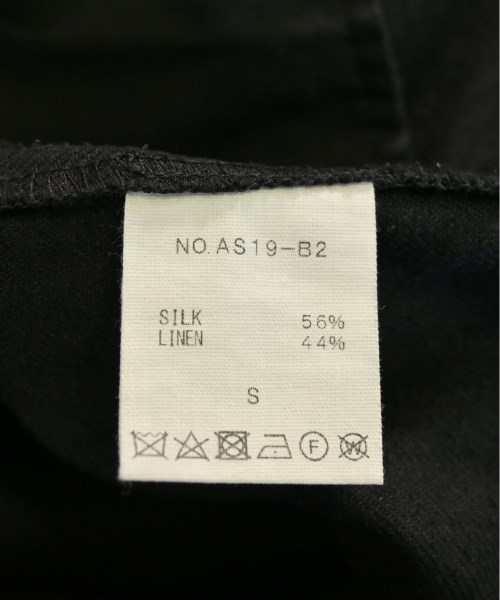 NO.AS19-B2
SILK 56%
LINEN 44%
S
F W